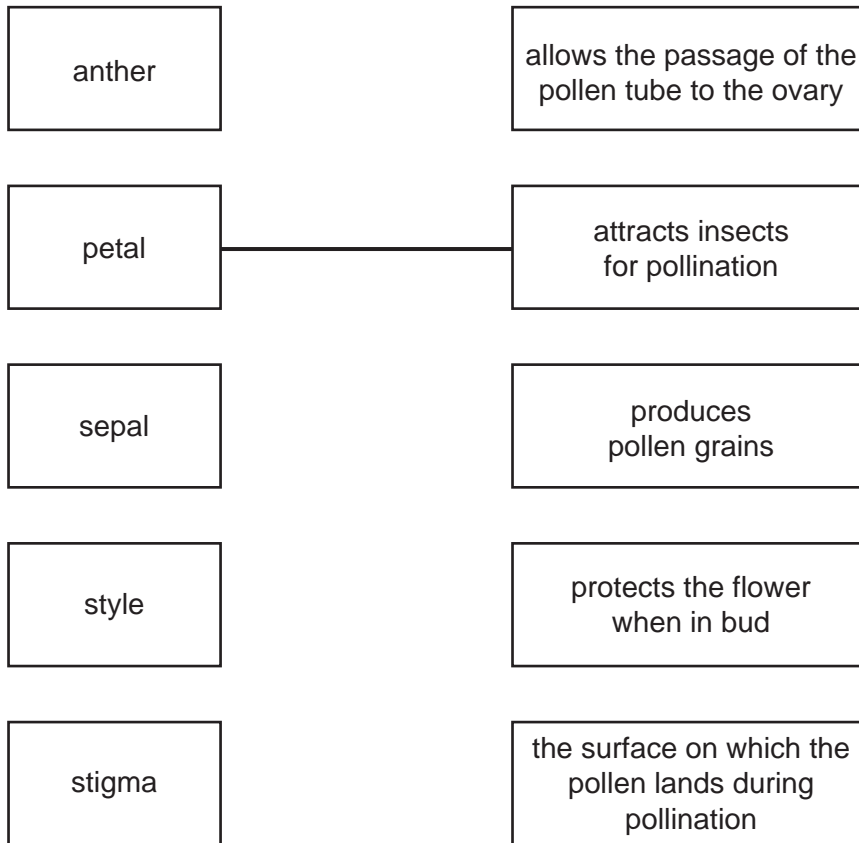 anther
allows the passage of the
pollen tube to the ovary
petal
attracts insects
for pollination
sepal
produces
pollen grains
style
protects the flower
when in bud
stigma
the surface on which the
pollen lands during
pollination